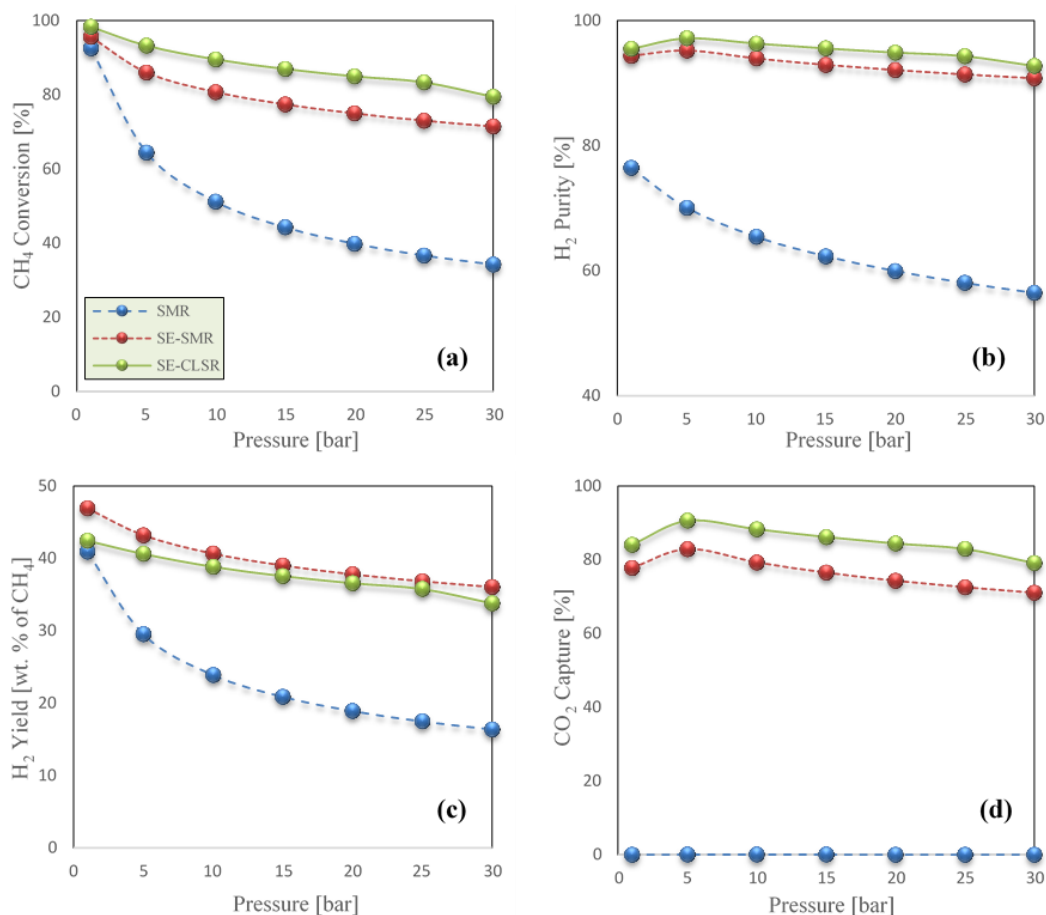 100
80
60
40
20
0
CH₄ Conversion [%]
SMR
SE-SMR
SE-CLSR
(a)
0 5 10 15 20 25 30
Pressure [bar]
100
80
60
40
H₂ Purity [%]
(b)
0 5 10 15 20 25 30
Pressure [bar]
50
40
30
20
10
0
H₂ Yield [wt. % of CH₄]
(c)
0 5 10 15 20 25 30
Pressure [bar]
100
80
60
40
20
0
CO₂ Capture [%]
(d)
0 5 10 15 20 25 30
Pressure [bar]